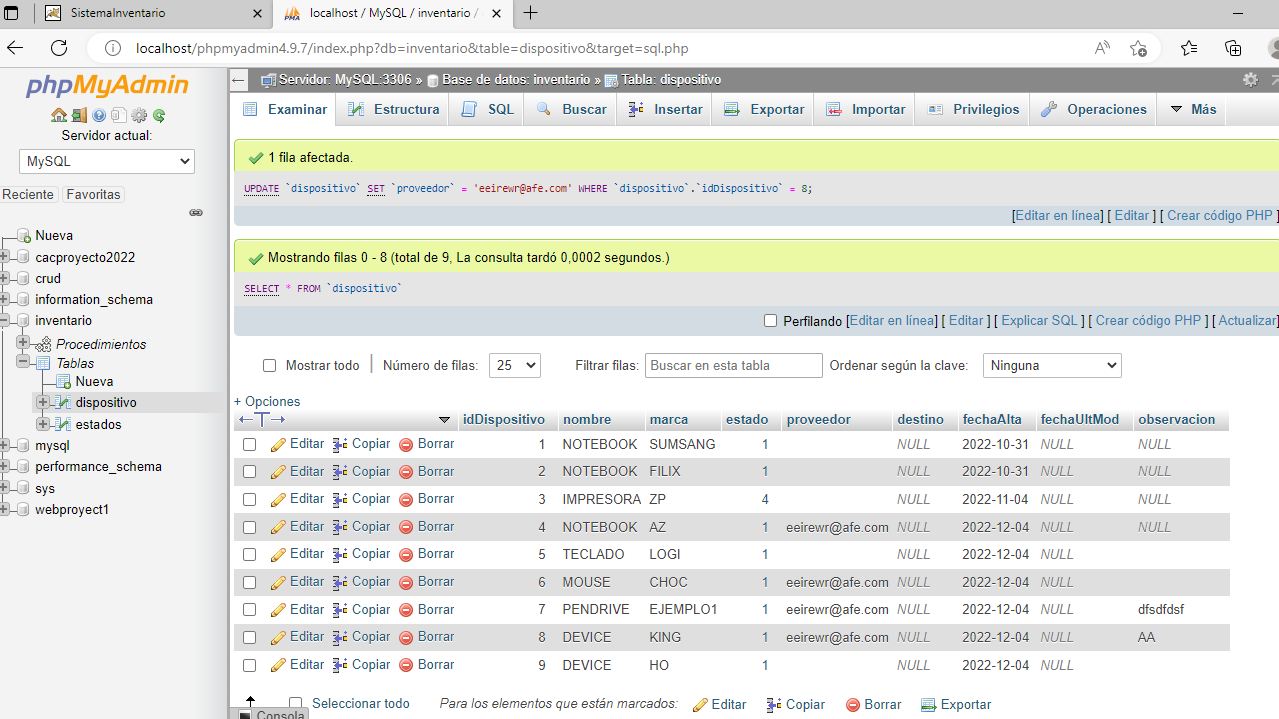 SistemaInventario
localhost / MySQL / inventario /
localhost/phpmyadmin4.9.7/index.php?db=inventario&table=dispositivo&target=sql.php
phpMyAdmin
Servidor actual:
MySQL
Reciente Favoritas
Nueva
cacproyecto2022
crud
information_schema
inventario
Procedimientos
Tablas
Nueva
dispositivo
estados
mysql
performance_schema
sys
webproyect1
Servidor: MySQL:3306 » Base de datos: inventario » Tabla: dispositivo
Examinar Estructura SQL Buscar Insertar Exportar Importar Privilegios Operaciones Más
1 fila afectada.
UPDATE `dispositivo` SET `proveedor` = 'eeirewr@afe.com' WHERE `dispositivo`.`idDispositivo` = 8;
[Editar en línea] [ Editar ] [ Crear código PHP ]
Mostrando filas 0 - 8 (total de 9, La consulta tardó 0,0002 segundos.)
SELECT * FROM `dispositivo`
Perfilando [Editar en línea] [ Editar ] [ Explicar SQL ] [ Crear código PHP ] [ Actualizar]
Mostrar todo Número de filas: 25 Filtrar filas: Buscar en esta tabla Ordenar según la clave: Ninguna
+ Opciones
←T→ idDispositivo nombre marca estado proveedor destino fechaAlta fechaUltMod observacion
Editar Copiar Borrar 1 NOTEBOOK SUMSANG 1 NULL 2022-10-31 NULL NULL
Editar Copiar Borrar 2 NOTEBOOK FILIX 1 NULL 2022-10-31 NULL NULL
Editar Copiar Borrar 3 IMPRESORA ZP 4 NULL 2022-11-04 NULL NULL
Editar Copiar Borrar 4 NOTEBOOK AZ 1 eeirewr@afe.com NULL 2022-12-04 NULL NULL
Editar Copiar Borrar 5 TECLADO LOGI 1 NULL 2022-12-04 NULL
Editar Copiar Borrar 6 MOUSE CHOC 1 eeirewr@afe.com NULL 2022-12-04 NULL
Editar Copiar Borrar 7 PENDRIVE EJEMPLO1 1 eeirewr@afe.com NULL 2022-12-04 NULL dfsdfdsf
Editar Copiar Borrar 8 DEVICE KING 1 eeirewr@afe.com NULL 2022-12-04 NULL AA
Editar Copiar Borrar 9 DEVICE HO 1 NULL 2022-12-04 NULL
Seleccionar todo Para los elementos que están marcados: Editar Copiar Borrar Exportar
Consola